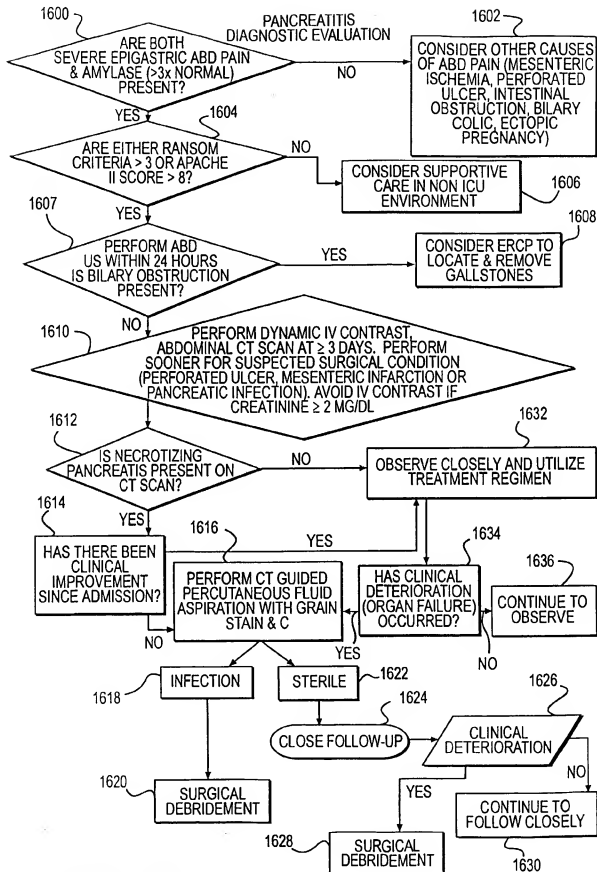 1600
PANCREATITIS
DIAGNOSTIC EVALUATION
1602
ARE BOTH
SEVERE EPIGASTRIC ABD PAIN
& AMYLASE (>3x NORMAL)
PRESENT?
NO
CONSIDER OTHER CAUSES
OF ABD PAIN (MESENTERIC
ISCHEMIA, PERFORATED
ULCER, INTESTINAL
OBSTRUCTION, BILARY
COLIC, ECTOPIC
PREGNANCY)
YES
1604
ARE EITHER RANSOM
CRITERIA > 3 OR APACHE
II SCORE > 8?
NO
CONSIDER SUPPORTIVE
CARE IN NON ICU
ENVIRONMENT
1606
YES
1607
PERFORM ABD
US WITHIN 24 HOURS
IS BILARY OBSTRUCTION
PRESENT?
YES
1608
CONSIDER ERCP TO
LOCATE & REMOVE
GALLSTONES
NO
1610
PERFORM DYNAMIC IV CONTRAST,
ABDOMINAL CT SCAN AT ≥ 3 DAYS. PERFORM
SOONER FOR SUSPECTED SURGICAL CONDITION
(PERFORATED ULCER, MESENTERIC INFARCTION OR
PANCREATIC INFECTION). AVOID IV CONTRAST IF
CREATININE ≥ 2 MG/DL
1612
IS NECROTIZING
PANCREATIS PRESENT ON
CT SCAN?
NO
1632
OBSERVE CLOSELY AND UTILIZE
TREATMENT REGIMEN
YES
1614
HAS THERE BEEN
CLINICAL
IMPROVEMENT
SINCE ADMISSION?
YES
NO
1616
PERFORM CT GUIDED
PERCUTANEOUS FLUID
ASPIRATION WITH GRAIN
STAIN & C
1634
HAS CLINICAL
DETERIORATION
(ORGAN FAILURE)
OCCURRED?
YES
NO
1636
CONTINUE TO
OBSERVE
1618
INFECTION
STERILE
1622
1624
CLOSE FOLLOW-UP
1626
CLINICAL
DETERIORATION
1620
SURGICAL
DEBRIDEMENT
YES
NO
1628
SURGICAL
DEBRIDEMENT
CONTINUE TO
FOLLOW CLOSELY
1630